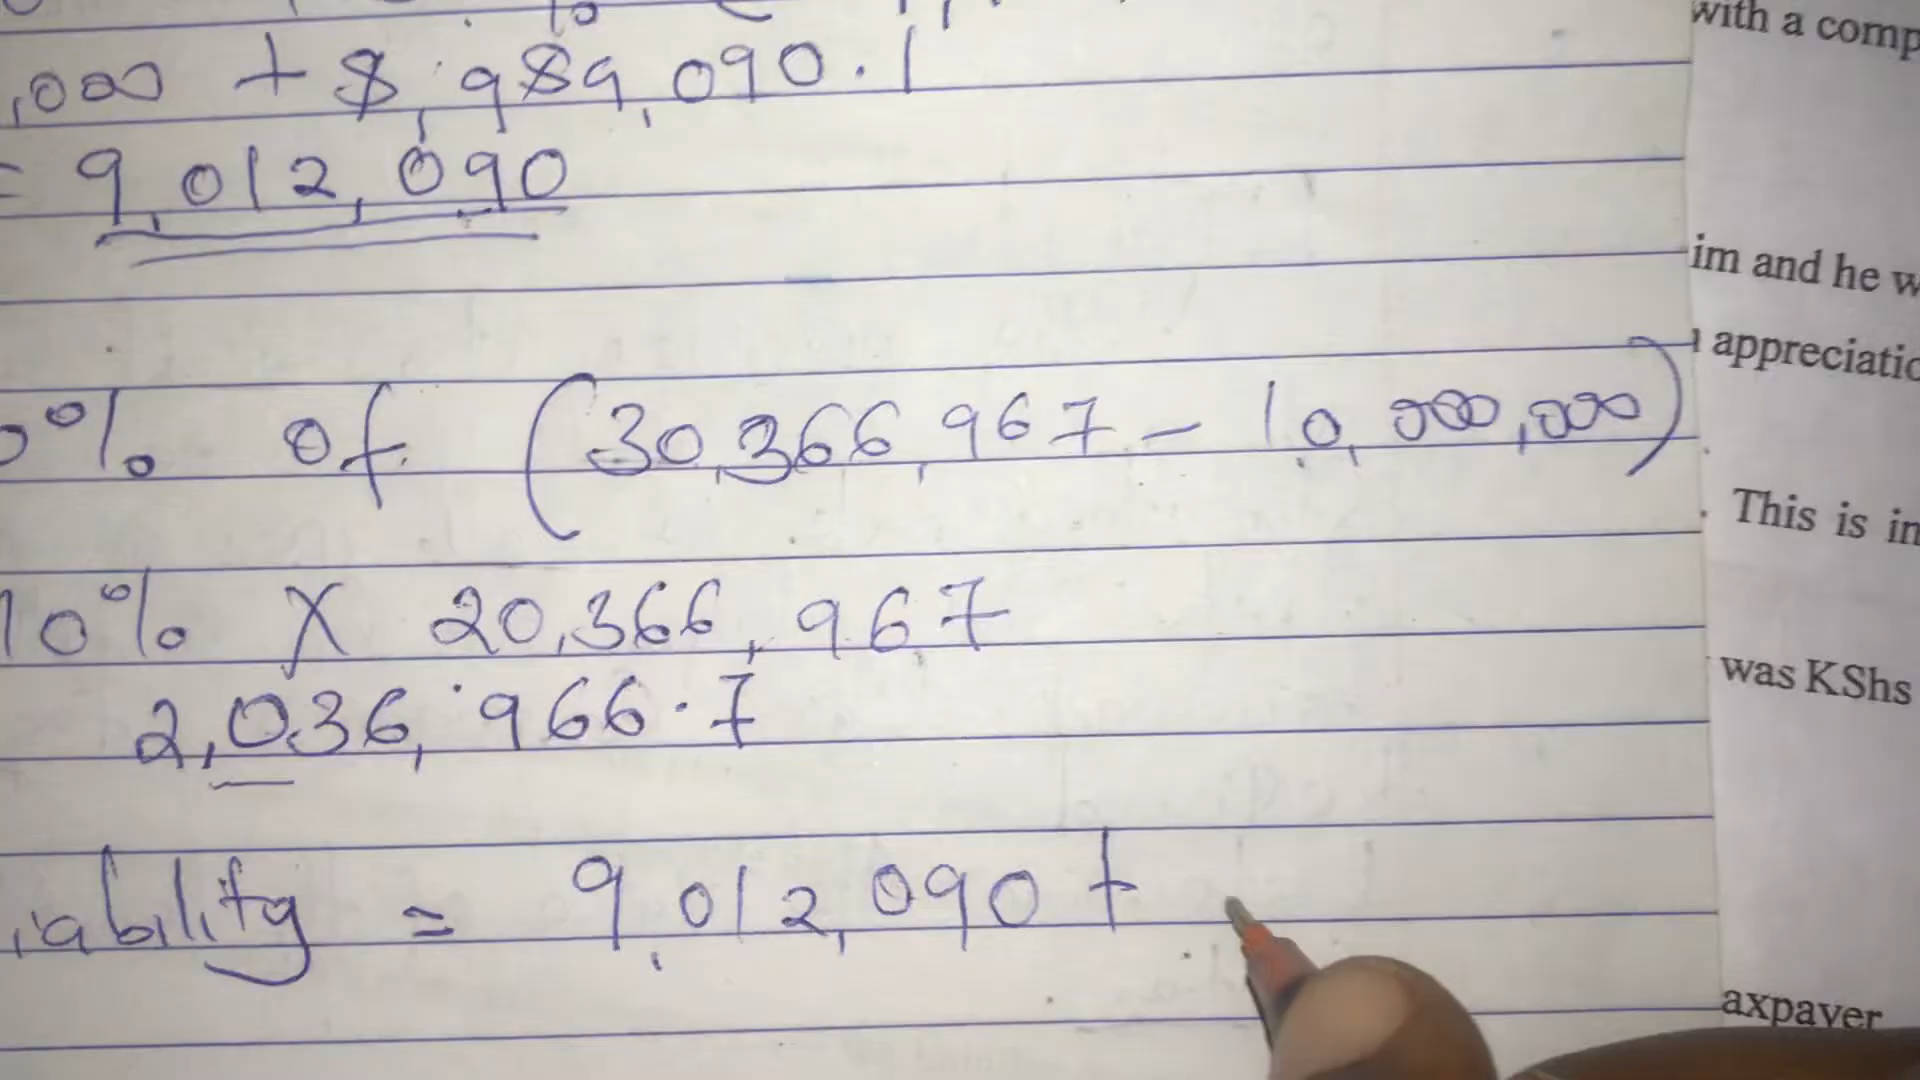 ,000 + 8,989,090.1
= 9,012,090
0% of (30,366,967 - 10,000,000)
10% X 20,366,967
2,036,966.7
iability = 9,012,090 +
with a comp
im and he w
appreciatio
. This is in
was KShs
axpayer